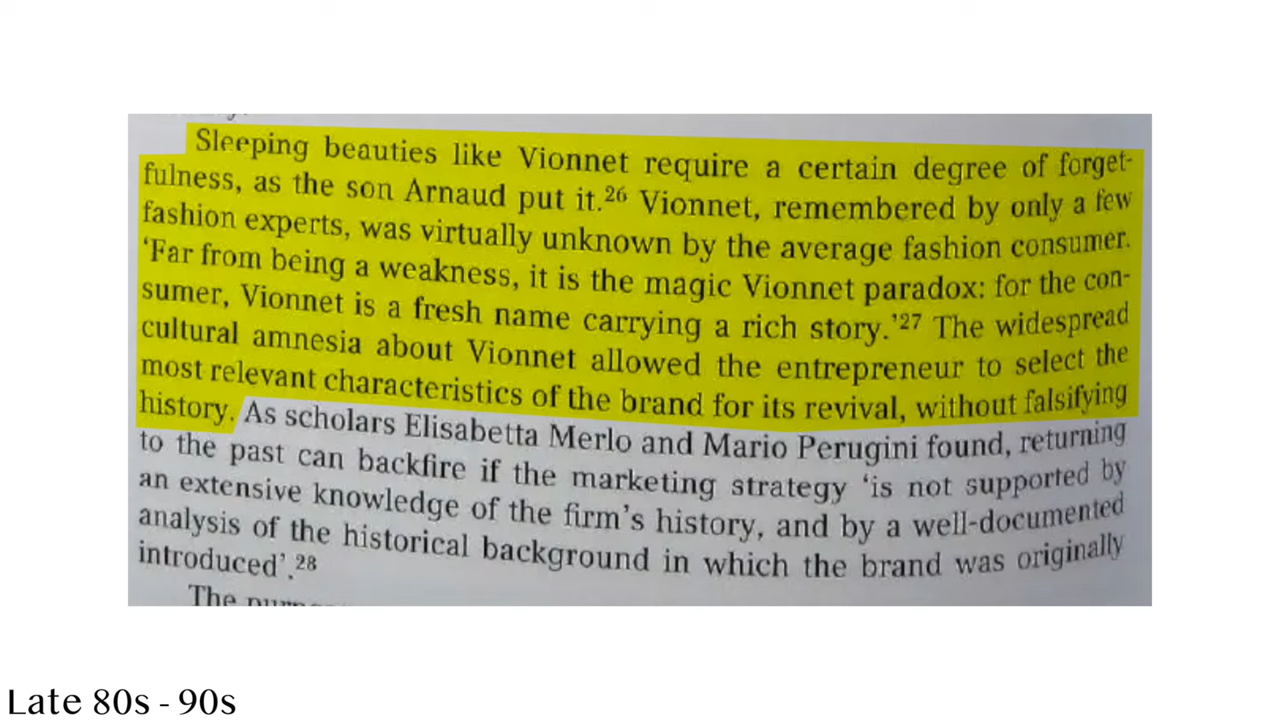 Sleeping beauties like Vionnet require a certain degree of forget-
fulness, as the son Arnaud put it.26 Vionnet, remembered by only a few
fashion experts, was virtually unknown by the average fashion consumer.
‘Far from being a weakness, it is the magic Vionnet paradox: for the con-
sumer, Vionnet is a fresh name carrying a rich story.’27 The widespread
cultural amnesia about Vionnet allowed the entrepreneur to select the
most relevant characteristics of the brand for its revival, without falsifying
history. As scholars Elisabetta Merlo and Mario Perugini found, returning
to the past can backfire if the marketing strategy ‘is not supported by
an extensive knowledge of the firm’s history, and by a well-documented
analysis of the historical background in which the brand was originally
introduced’.28
The
Late 80s - 90s